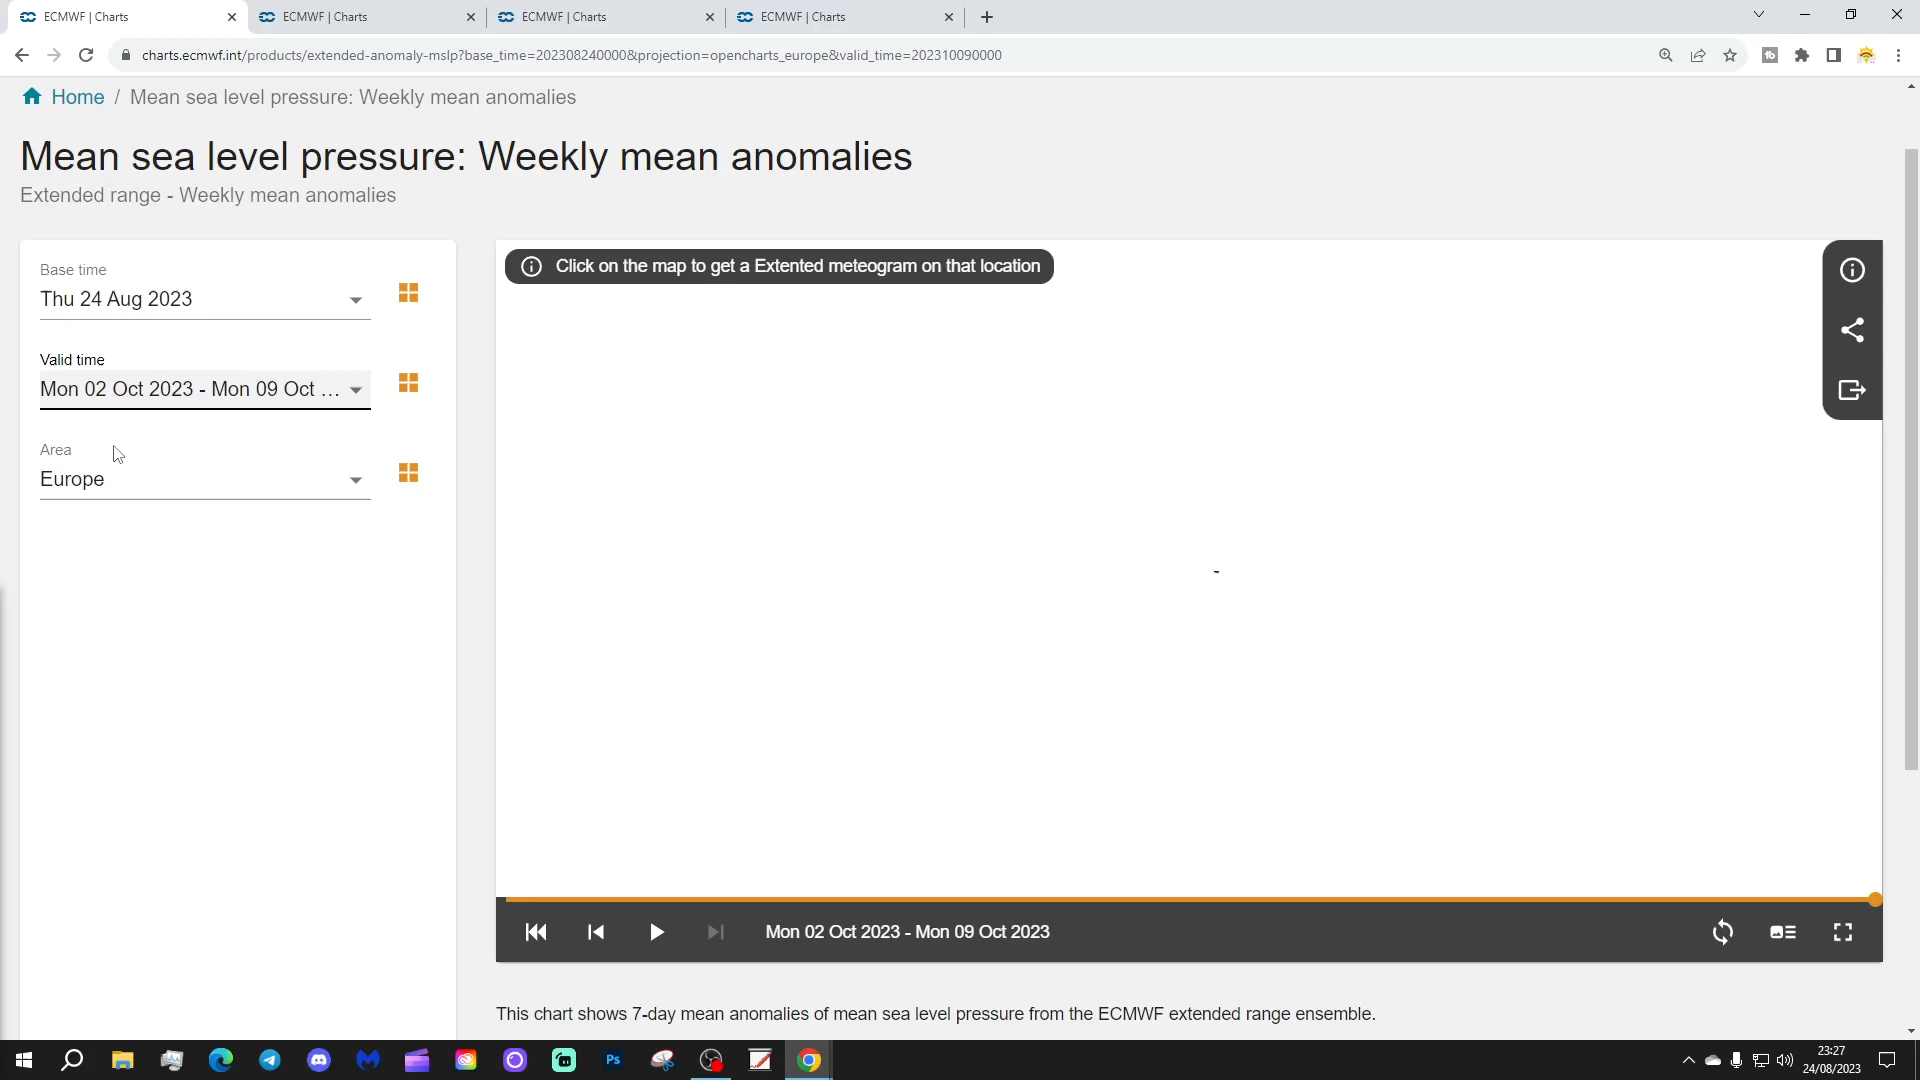 ECMWF | Charts
ECMWF | Charts
ECMWF | Charts
ECMWF | Charts
charts.ecmwf.int/products/extended-anomaly-mslp?base_time=202308240000&projection=opencharts_europe&valid_time=202310090000
Home / Mean sea level pressure: Weekly mean anomalies
Mean sea level pressure: Weekly mean anomalies
Extended range - Weekly mean anomalies
Base time
Thu 24 Aug 2023
Valid time
Mon 02 Oct 2023 - Mon 09 Oct ...
Area
Europe
Click on the map to get a Extented meteogram on that location
-
Mon 02 Oct 2023 - Mon 09 Oct 2023
This chart shows 7-day mean anomalies of mean sea level pressure from the ECMWF extended range ensemble.
Ps
23:27
24/08/2023